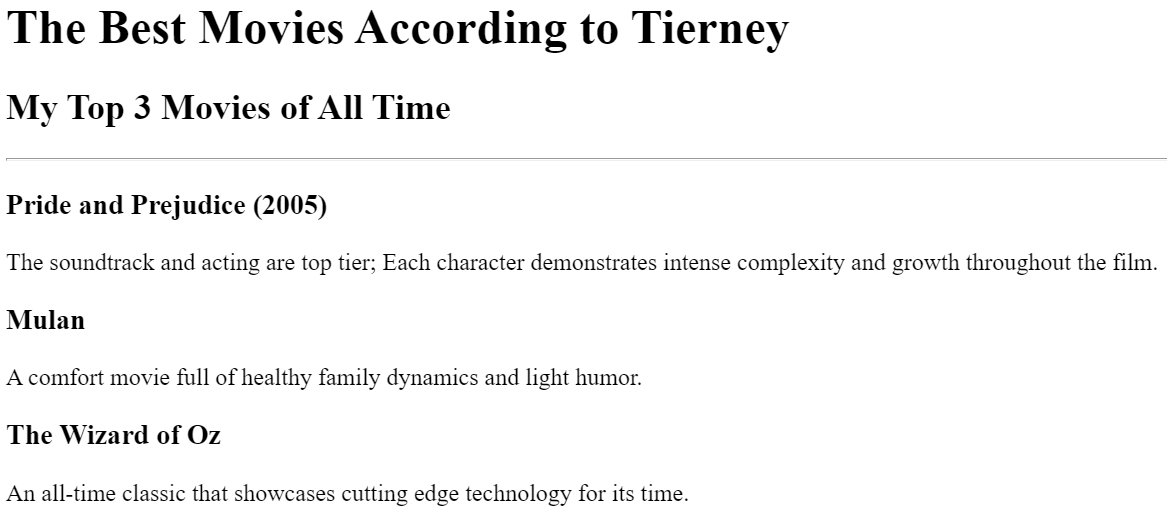 The Best Movies According to Tierney
My Top 3 Movies of All Time
Pride and Prejudice (2005)
The soundtrack and acting are top tier; Each character demonstrates intense complexity and growth throughout the film.
Mulan
A comfort movie full of healthy family dynamics and light humor.
The Wizard of Oz
An all-time classic that showcases cutting edge technology for its time.